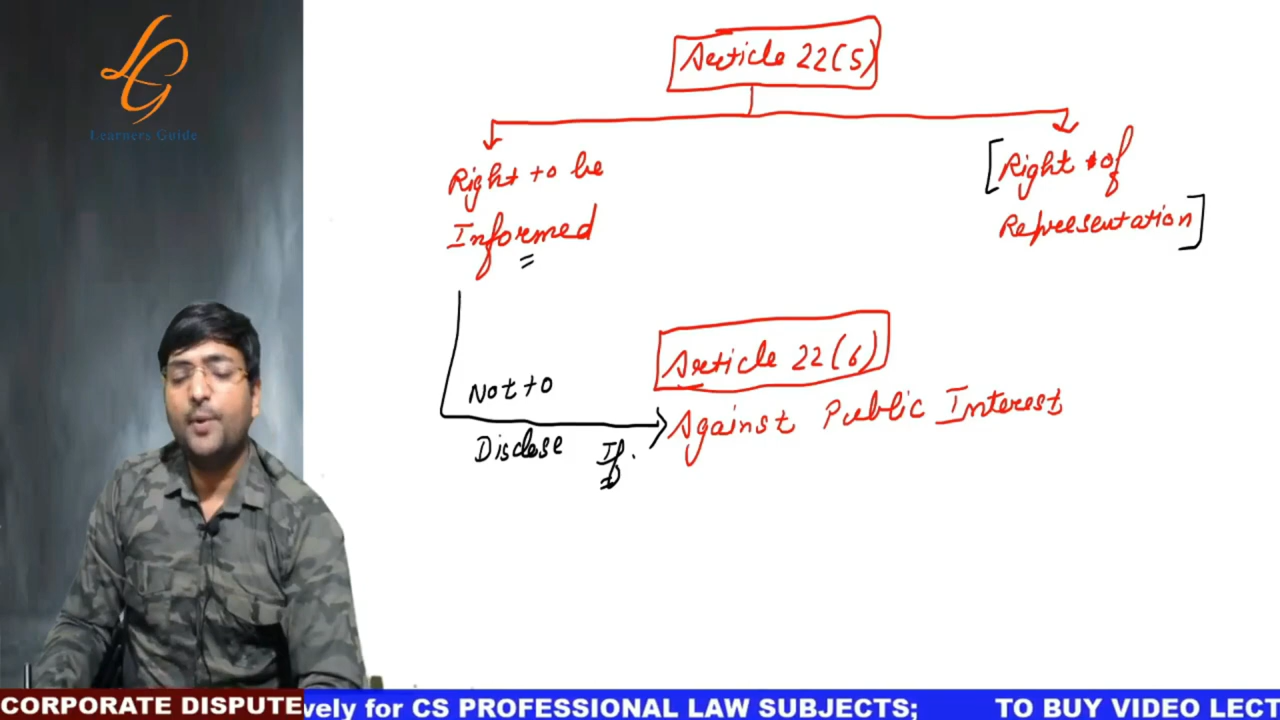 LG
Learners Guide
Article 22(5)
Right to be
Informed
Right of
Representation
Article 22(6)
Not to
Disclose If
Against Public Interest
CORPORATE DISPUTE
vely for CS PROFESSIONAL LAW SUBJECTS;
TO BUY VIDEO LECT